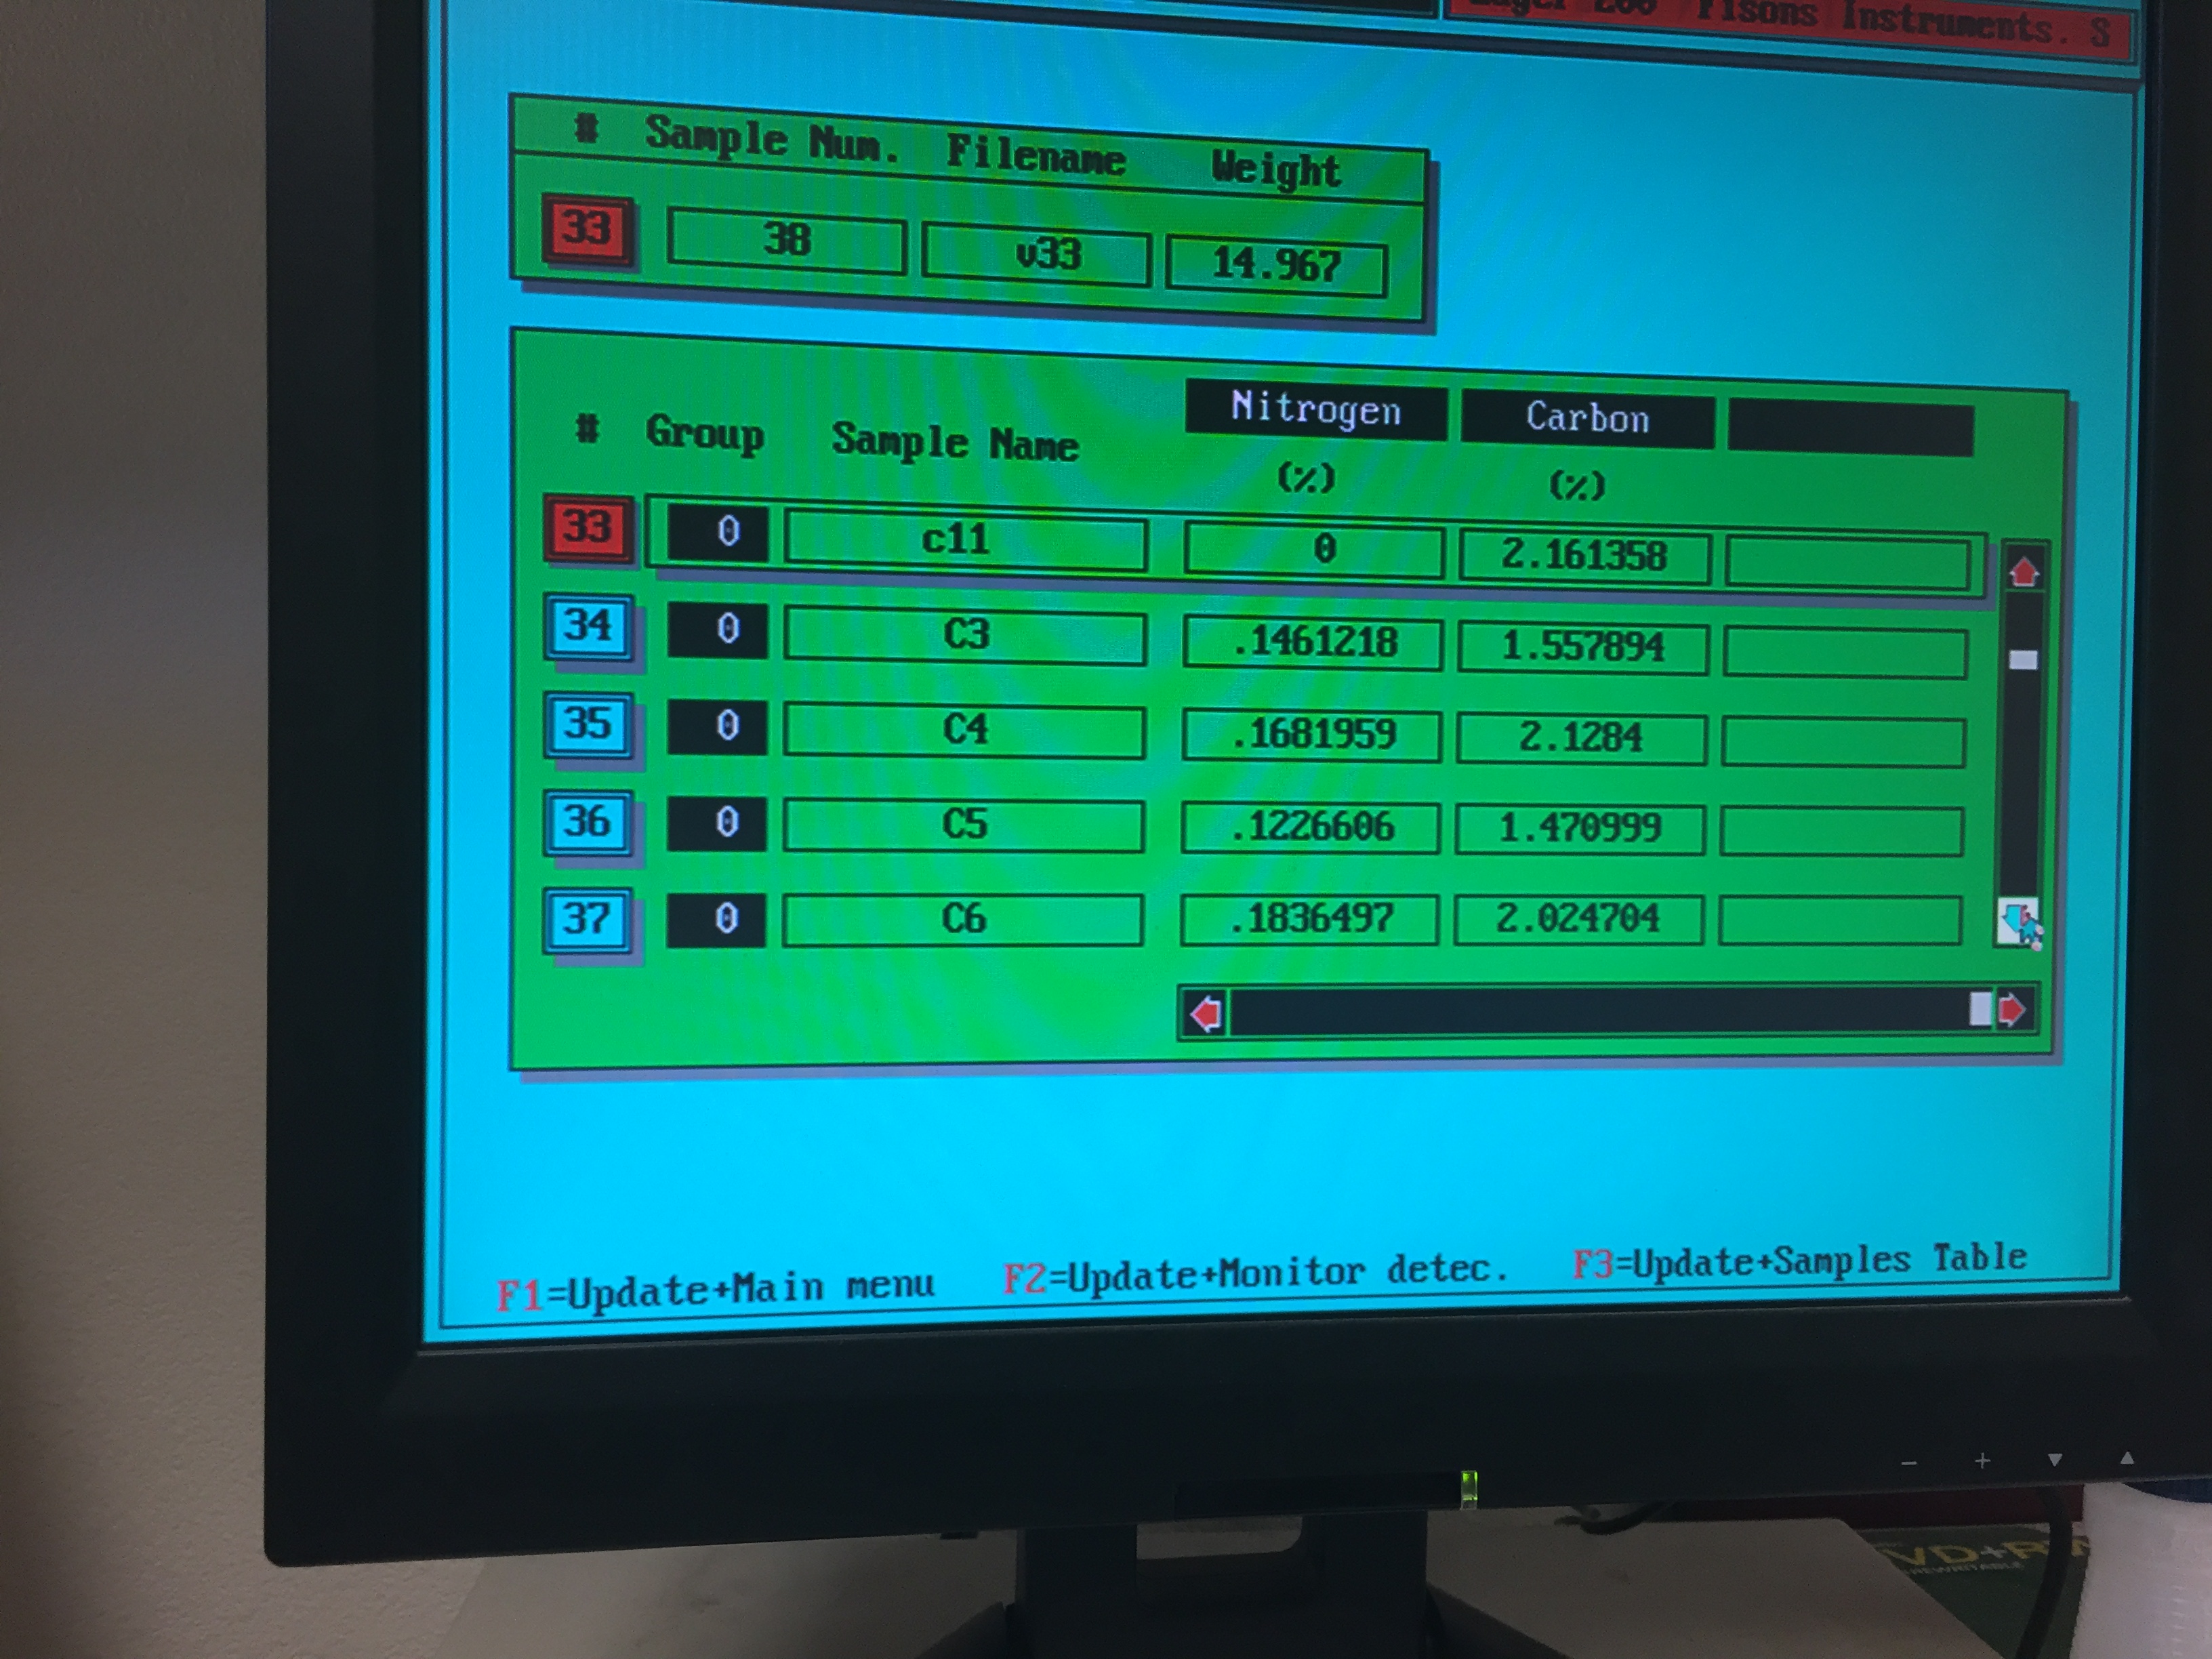 Eager 200 Fisons Instruments. S
# Sample Num. Filename Weight
33 38 v33 14.967
Nitrogen Carbon
# Group Sample Name
(%) (%)
33 0 c11 0 2.161358
34 0 C3 .1461218 1.557894
35 0 C4 .1681959 2.1284
36 0 C5 .1226606 1.470999
37 0 C6 .1836497 2.024704
F1=Update+Main menu F2=Update+Monitor detec. F3=Update+Samples Table
- +
VD+R
REWRITABLE